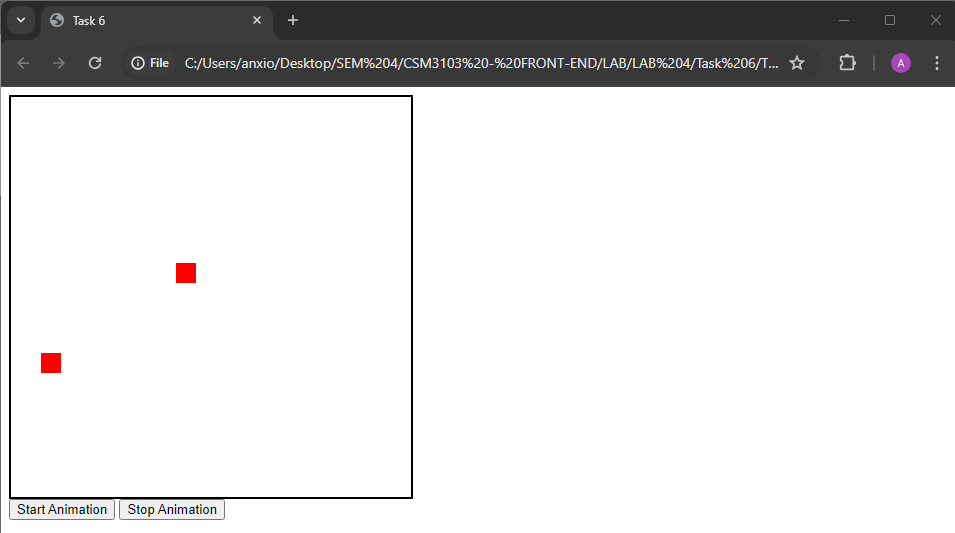 Task 6
File C:/Users/anxio/Desktop/SEM%204/CSM3103%20-%20FRONT-END/LAB/LAB%204/Task%206/T... A
Start Animation Stop Animation